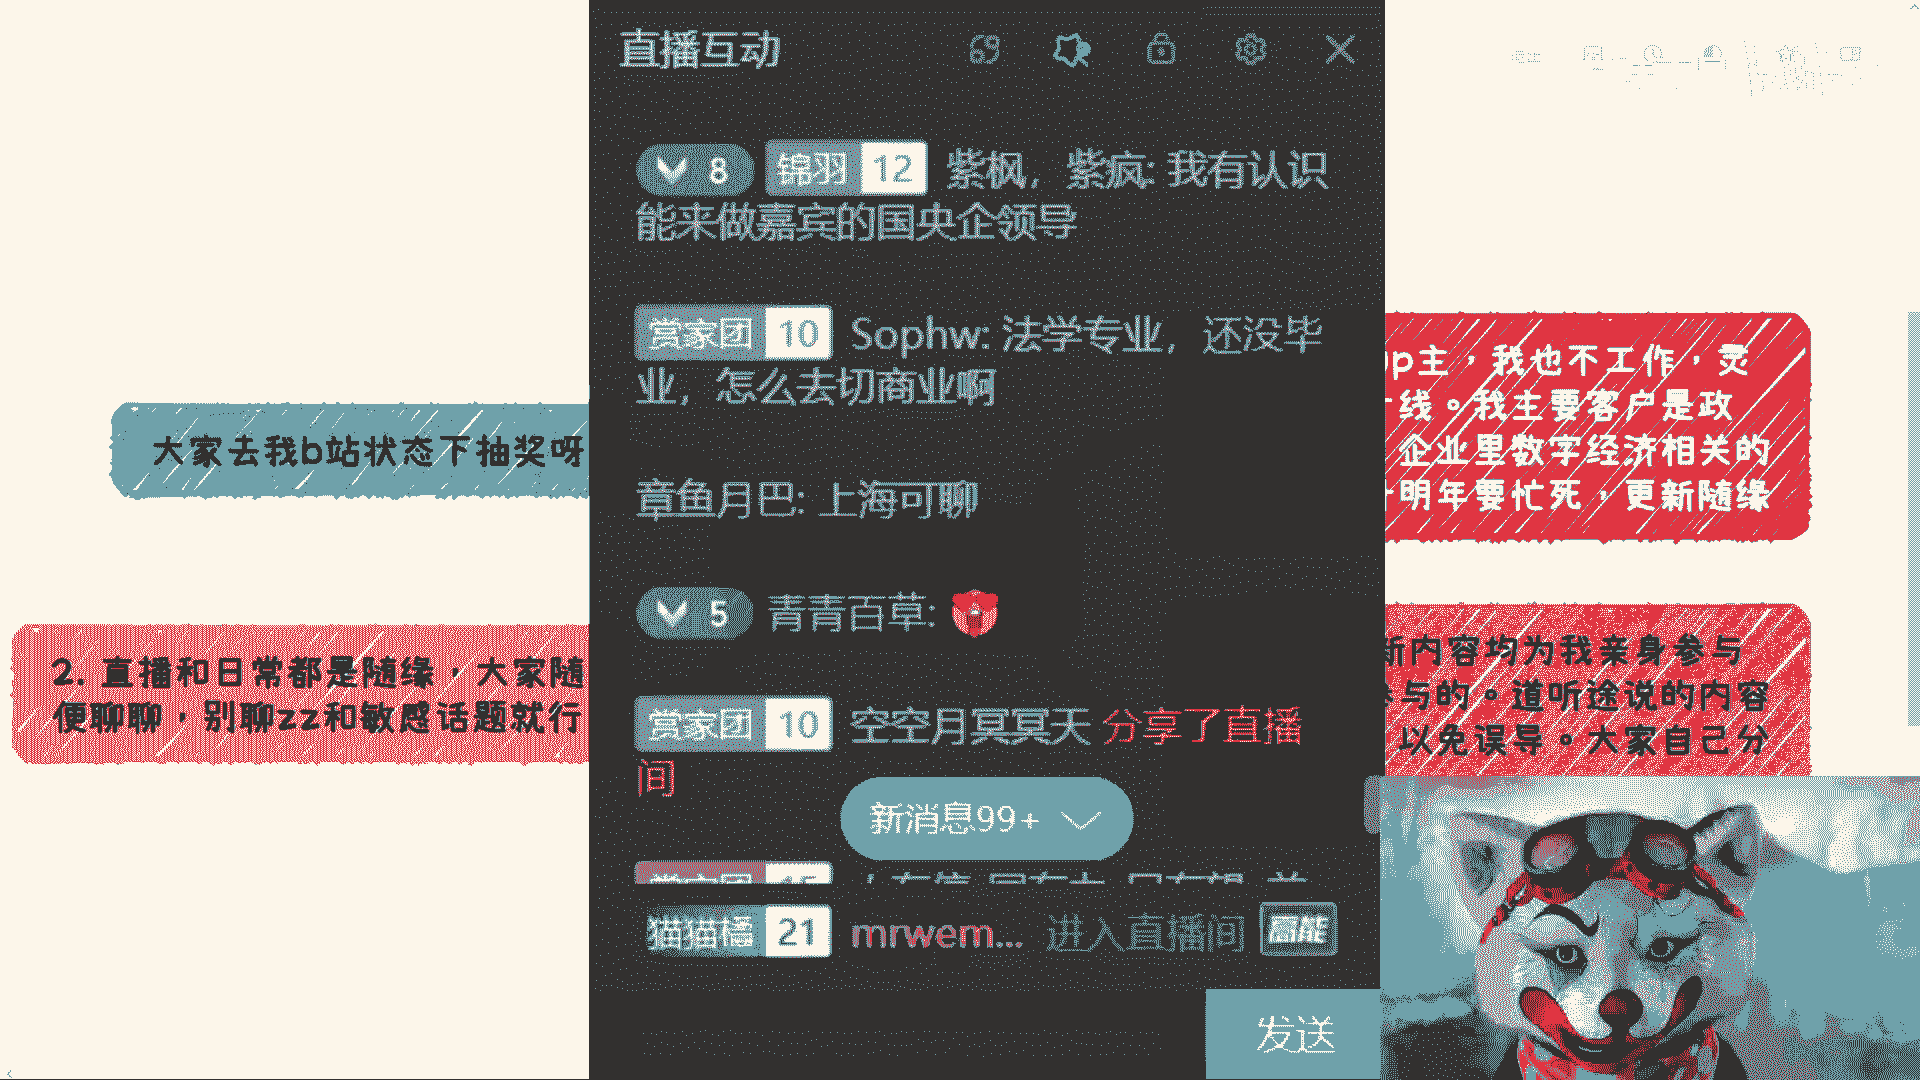 直播互动
8 锦羽 12 紫枫,紫疯: 我有认识
能来做嘉宾的国央企领导
赏家团 10 Sophw: 法学专业,还没毕
业,怎么去切商业啊
章鱼月巴: 上海可聊
5 青青百草:
赏家团 10 空空月冥冥天 分享了直播
间
新消息99+
猫猫橘 21 mrwem... 进入直播间 高能
发送
大家去我b站状态下抽奖呀
2. 直播和日常都是随缘,大家随
便聊聊,别聊zz和敏感话题就行
p主,我也不工作,灵
线。我主要客户是政
企业里数字经济相关的
明年要忙死,更新随缘
新内容均为我亲身参与
参与的。道听途说的内容
以免误导。大家自己分